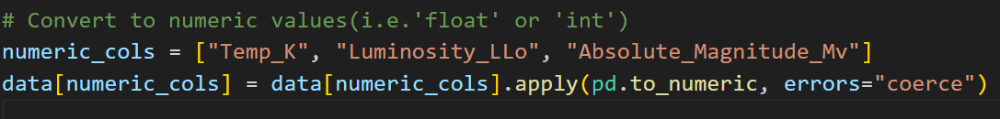 # Convert to numeric values(i.e.'float' or 'int')
numeric_cols = ["Temp_K", "Luminosity_LLo", "Absolute_Magnitude_Mv"]
data[numeric_cols] = data[numeric_cols].apply(pd.to_numeric, errors="coerce")